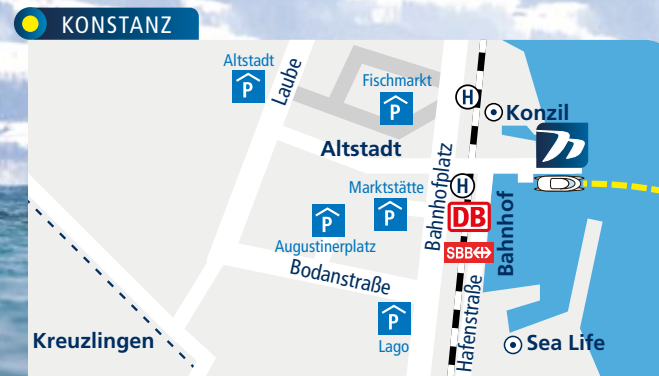 KONSTANZ
Altstadt
P
Laube
Fischmarkt
P
H
Konzil
Altstadt
Bahnhofplatz
Marktstätte
P
H
DB
SBB
Bahnhof
P
Augustinerplatz
Bodanstraße
Hafenstraße
P
Lago
Kreuzlingen
Sea Life